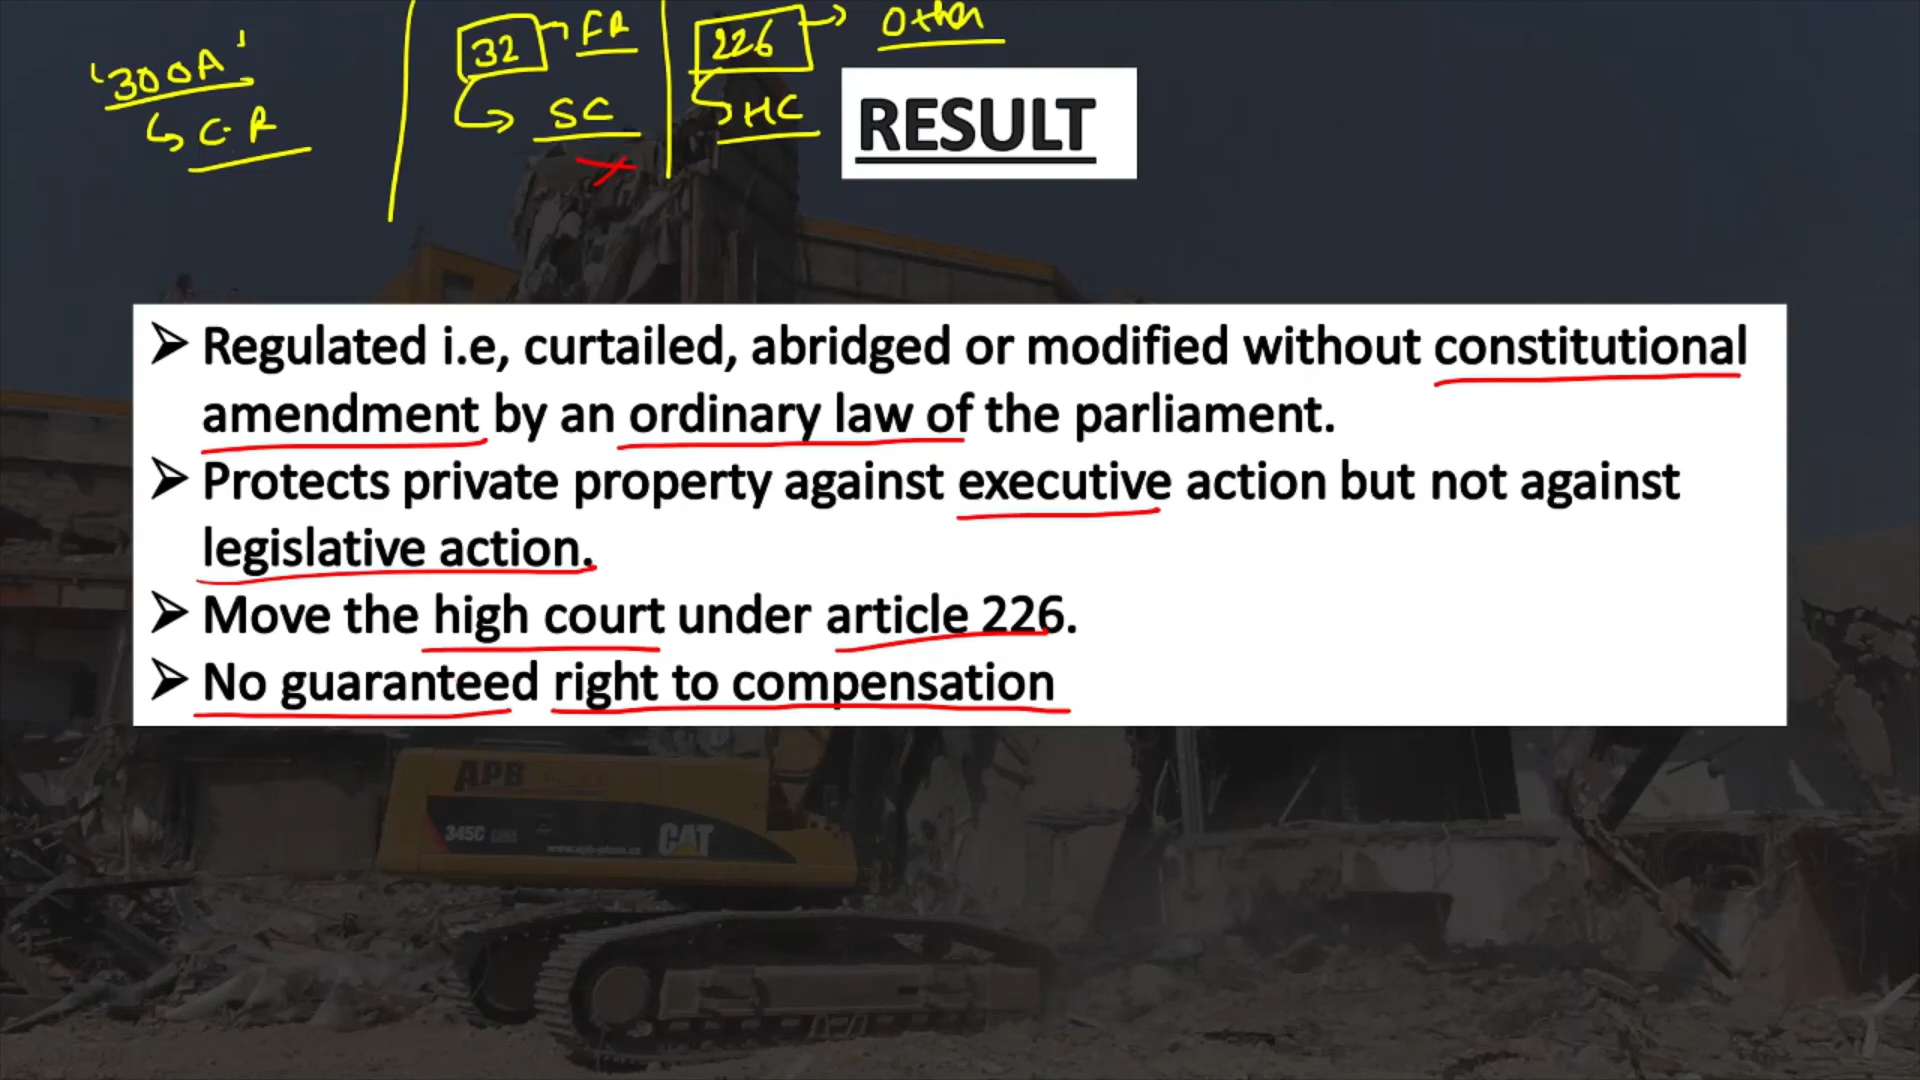 '300A'
↳ C.R
32 → FR
↳ SC
226 → Other
↳ HC
RESULT
➢ Regulated i.e, curtailed, abridged or modified without constitutional
amendment by an ordinary law of the parliament.
➢ Protects private property against executive action but not against
legislative action.
➢ Move the high court under article 226.
➢ No guaranteed right to compensation
APB
345C
CAT